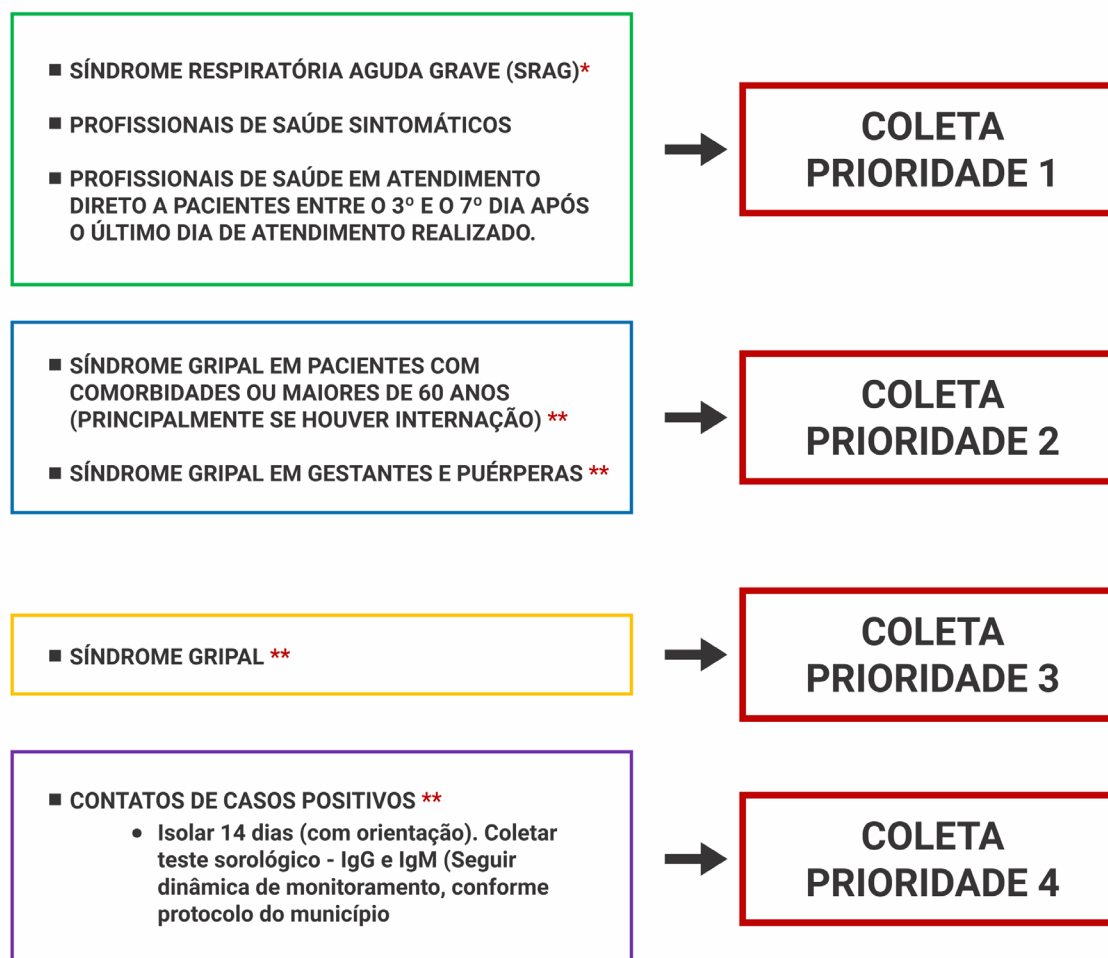 ■ SÍNDROME RESPIRATÓRIA AGUDA GRAVE (SRAG)*
■ PROFISSIONAIS DE SAÚDE SINTOMÁTICOS
■ PROFISSIONAIS DE SAÚDE EM ATENDIMENTO
DIRETO A PACIENTES ENTRE O 3º E O 7º DIA APÓS
O ÚLTIMO DIA DE ATENDIMENTO REALIZADO.
COLETA
PRIORIDADE 1
■ SÍNDROME GRIPAL EM PACIENTES COM
COMORBIDADES OU MAIORES DE 60 ANOS
(PRINCIPALMENTE SE HOUVER INTERNAÇÃO) **
■ SÍNDROME GRIPAL EM GESTANTES E PUÉRPERAS **
COLETA
PRIORIDADE 2
■ SÍNDROME GRIPAL **
COLETA
PRIORIDADE 3
■ CONTATOS DE CASOS POSITIVOS **
• Isolar 14 dias (com orientação). Coletar
teste sorológico - IgG e IgM (Seguir
dinâmica de monitoramento, conforme
protocolo do município
COLETA
PRIORIDADE 4